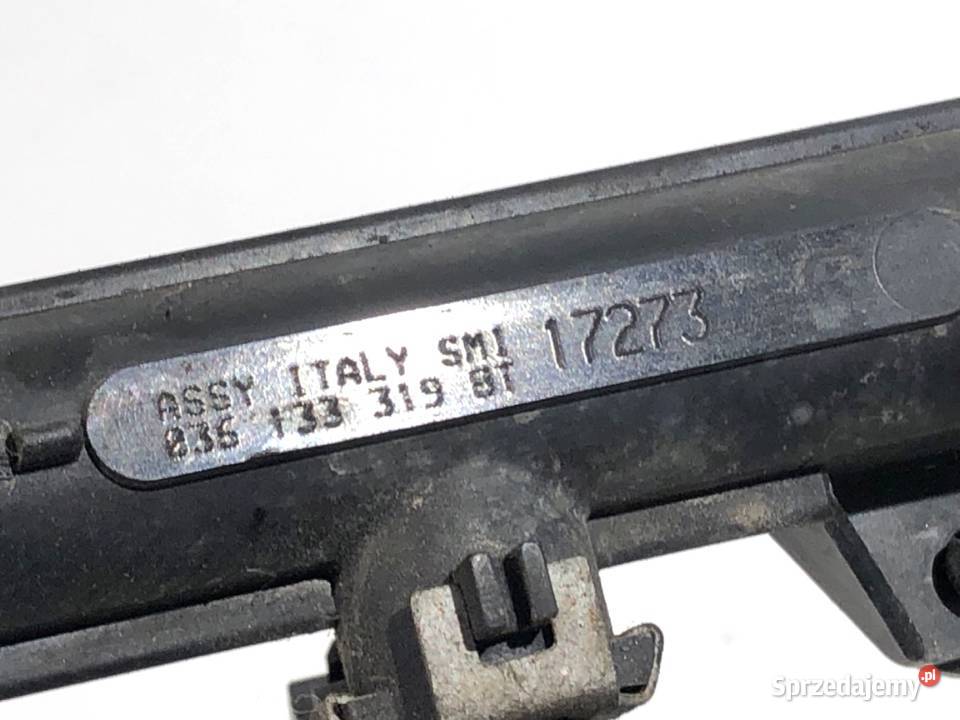 ASSY ITALY SMI 17273
036 133 319 BT
Sprzedajemy.pl